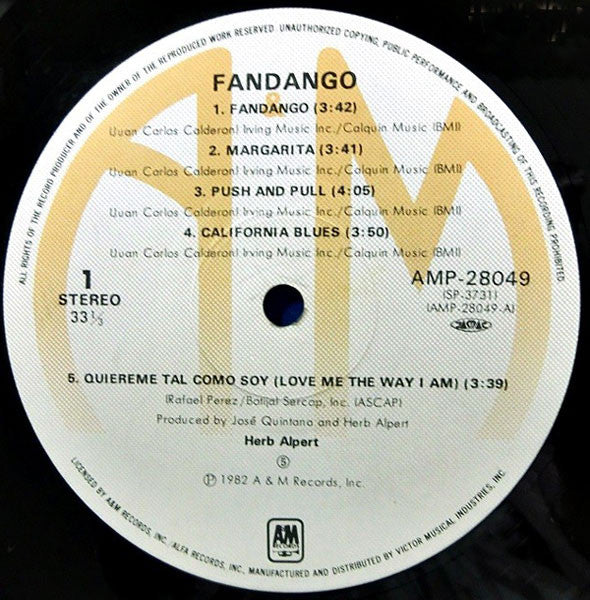 ALL RIGHTS OF THE RECORD PRODUCER AND OF THE OWNER OF THE REPRODUCED WORK RESERVED. UNAUTHORIZED COPYING, PUBLIC PERFORMANCE AND BROADCASTING OF THIS RECORDING PROHIBITED
FANDANGO
1. FANDANGO (3:42)
(Juan Carlos Calderon) Irving Music Inc./Calquin Music (BMI)
2. MARGARITA (3:41)
(Juan Carlos Calderon) Irving Music Inc./Calquin Music (BMI)
3. PUSH AND PULL (4:05)
(Juan Carlos Calderon) Irving Music Inc./Calquin Music (BMI)
4. CALIFORNIA BLUES (3:50)
(Juan Carlos Calderon) Irving Music Inc./Calquin Music (BMI)
1
STEREO
33⅓
AMP-28049
(SP-3731)
(AMP-28049-A)
JASRAC
5. QUIEREME TAL COMO SOY (LOVE ME THE WAY I AM) (3:39)
(Rafael Perez/Botijat Sercap, Inc. (ASCAP)
Produced by José Quintana and Herb Alpert
Herb Alpert
Ⓢ
Ⓟ 1982 A & M Records, Inc.
A&M
RECORDS
LICENSED BY A&M RECORDS, INC./ALFA RECORDS, INC. MANUFACTURED AND DISTRIBUTED BY VICTOR MUSICAL INDUSTRIES, INC.